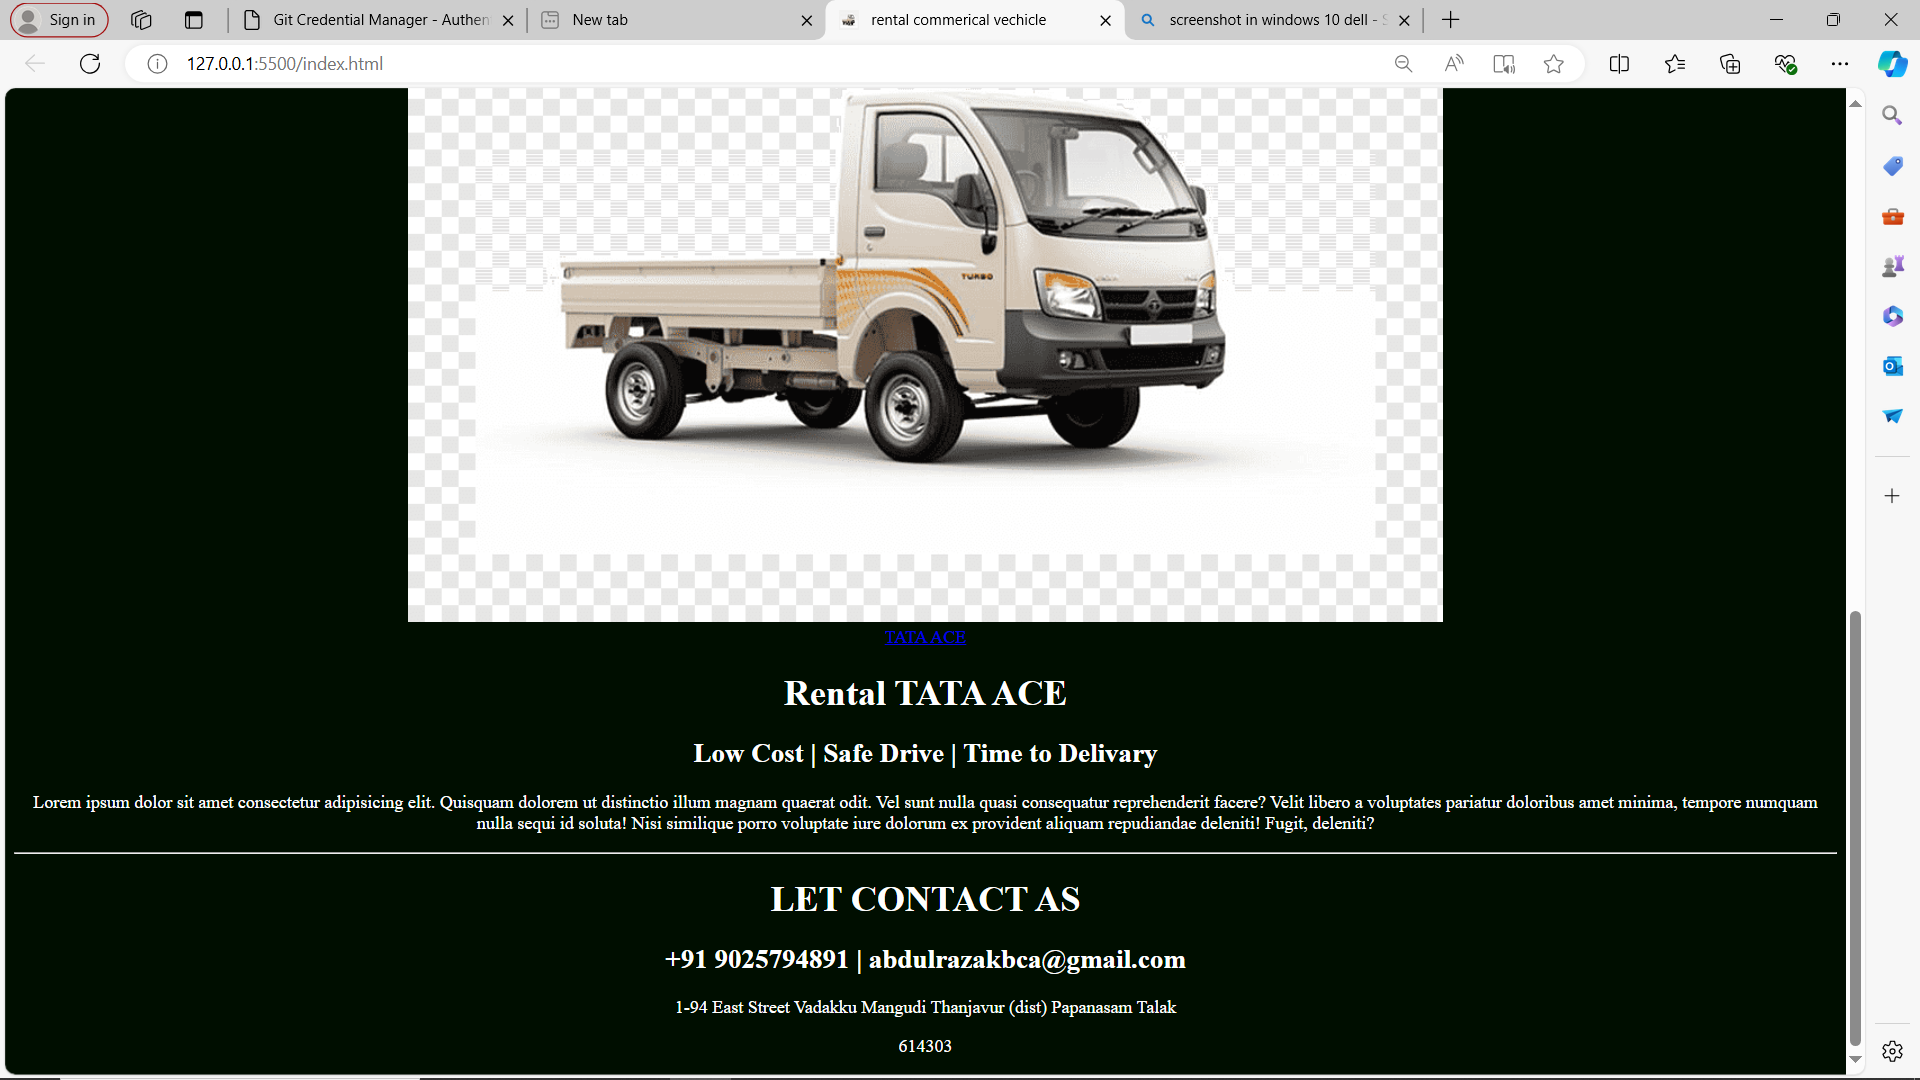 Sign in
Git Credential Manager - Authen
New tab
rental commerical vechicle
screenshot in windows 10 dell - S
127.0.0.1:5500/index.html
TURBO
TATA ACE
Rental TATA ACE
Low Cost | Safe Drive | Time to Delivary
Lorem ipsum dolor sit amet consectetur adipisicing elit. Quisquam dolorem ut distinctio illum magnam quaerat odit. Vel sunt nulla quasi consequatur reprehenderit facere? Velit libero a voluptates pariatur doloribus amet minima, tempore numquam
nulla sequi id soluta! Nisi similique porro voluptate iure dolorum ex provident aliquam repudiandae deleniti! Fugit, deleniti?
LET CONTACT AS
+91 9025794891 | abdulrazakbca@gmail.com
1-94 East Street Vadakku Mangudi Thanjavur (dist) Papanasam Talak
614303